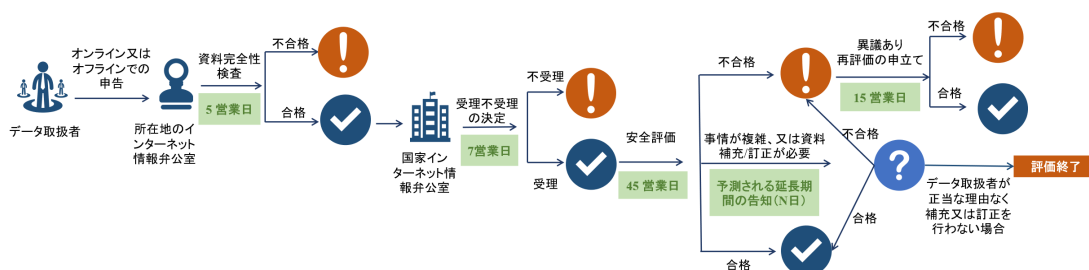 データ取扱者
オンライン又は
オフラインでの
申告
所在地のイ
ンターネット
情報弁公室
資料完全性
検査
5 営業日
不合格
合格
国家イン
ターネット情
報弁公室
受理不受理
の決定
7営業日
不受理
受理
安全評価
45 営業日
不合格
事情が複雑、又は資料
補充/訂正が必要
予測される延長期
間の告知（N日）
合格
異議あり
再評価の申立て
15 営業日
不合格
合格
不合格
合格
データ取扱者が
正当な理由なく
補充又は訂正を
行わない場合
評価終了